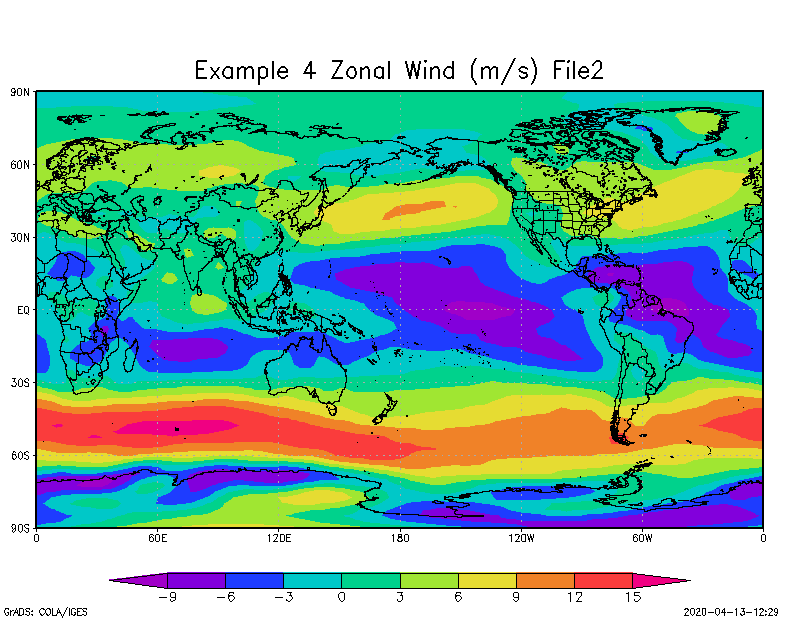 Example 4 Zonal Wind (m/s) File2
90N
60N
30N
EQ
30S
60S
90S
0 60E 120E 180 120W 60W 0
-9 -6 -3 0 3 6 9 12 15
GrADS: COLA/IGES 2020-04-13-12:29